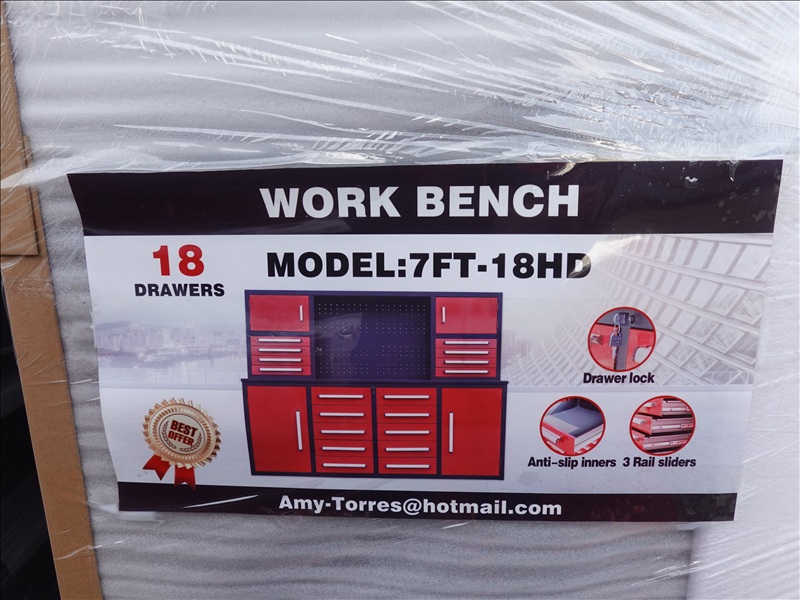 WORK BENCH
18
DRAWERS
MODEL:7FT-18HD
Drawer lock
BEST
OFFER
Anti-slip inners
3 Rail sliders
Amy-Torres@hotmail.com